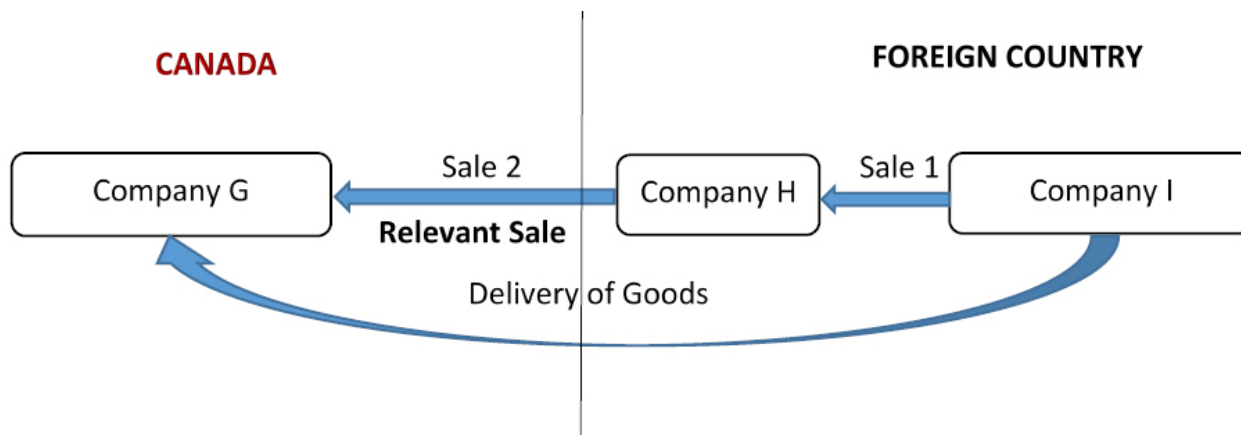 CANADA
FOREIGN COUNTRY
Company G
Sale 2
Relevant Sale
Company H
Sale 1
Company I
Delivery of Goods